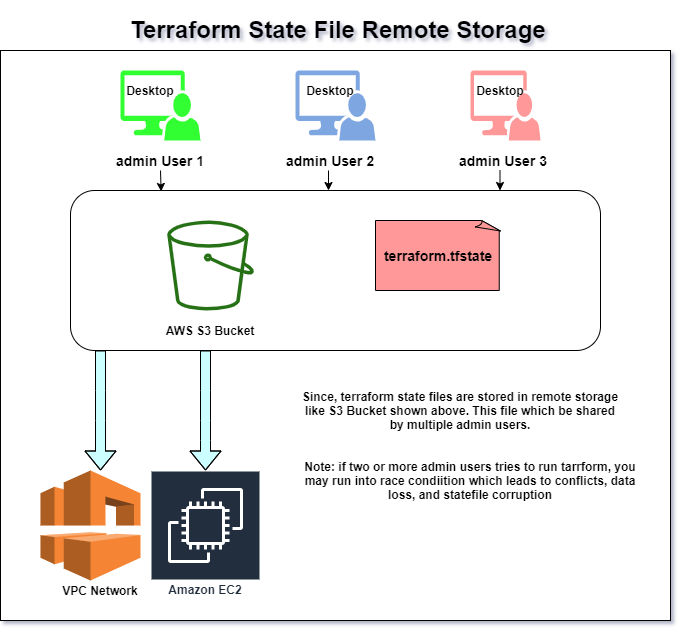 Terraform State File Remote Storage
Desktop
Desktop
Desktop
admin User 1
admin User 2
admin User 3
terraform.tfstate
AWS S3 Bucket
Since, terraform state files are stored in remote storage
like S3 Bucket shown above. This file which be shared
by multiple admin users.
Note: if two or more admin users tries to run tarrform, you
may run into race condiition which leads to conflicts, data
loss, and statefile corruption
VPC Network
Amazon EC2